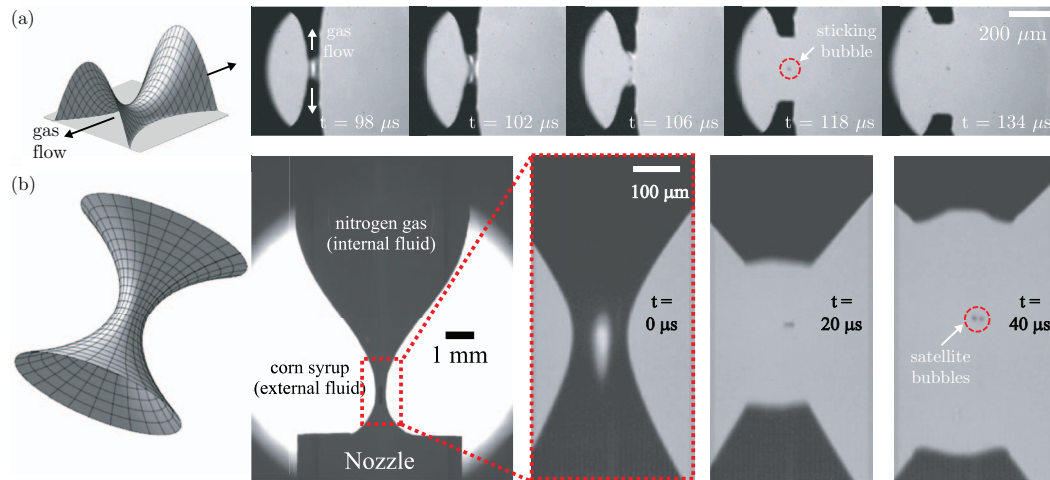 (a)
gas
flow
gas
flow
t = 98 μs
t = 102 μs
t = 106 μs
sticking
bubble
t = 118 μs
200 μm
t = 134 μs
(b)
nitrogen gas
(internal fluid)
1 mm
corn syrup
(external fluid)
Nozzle
100 μm
t =
0 μs
t =
20 μs
t =
40 μs
satellite
bubbles